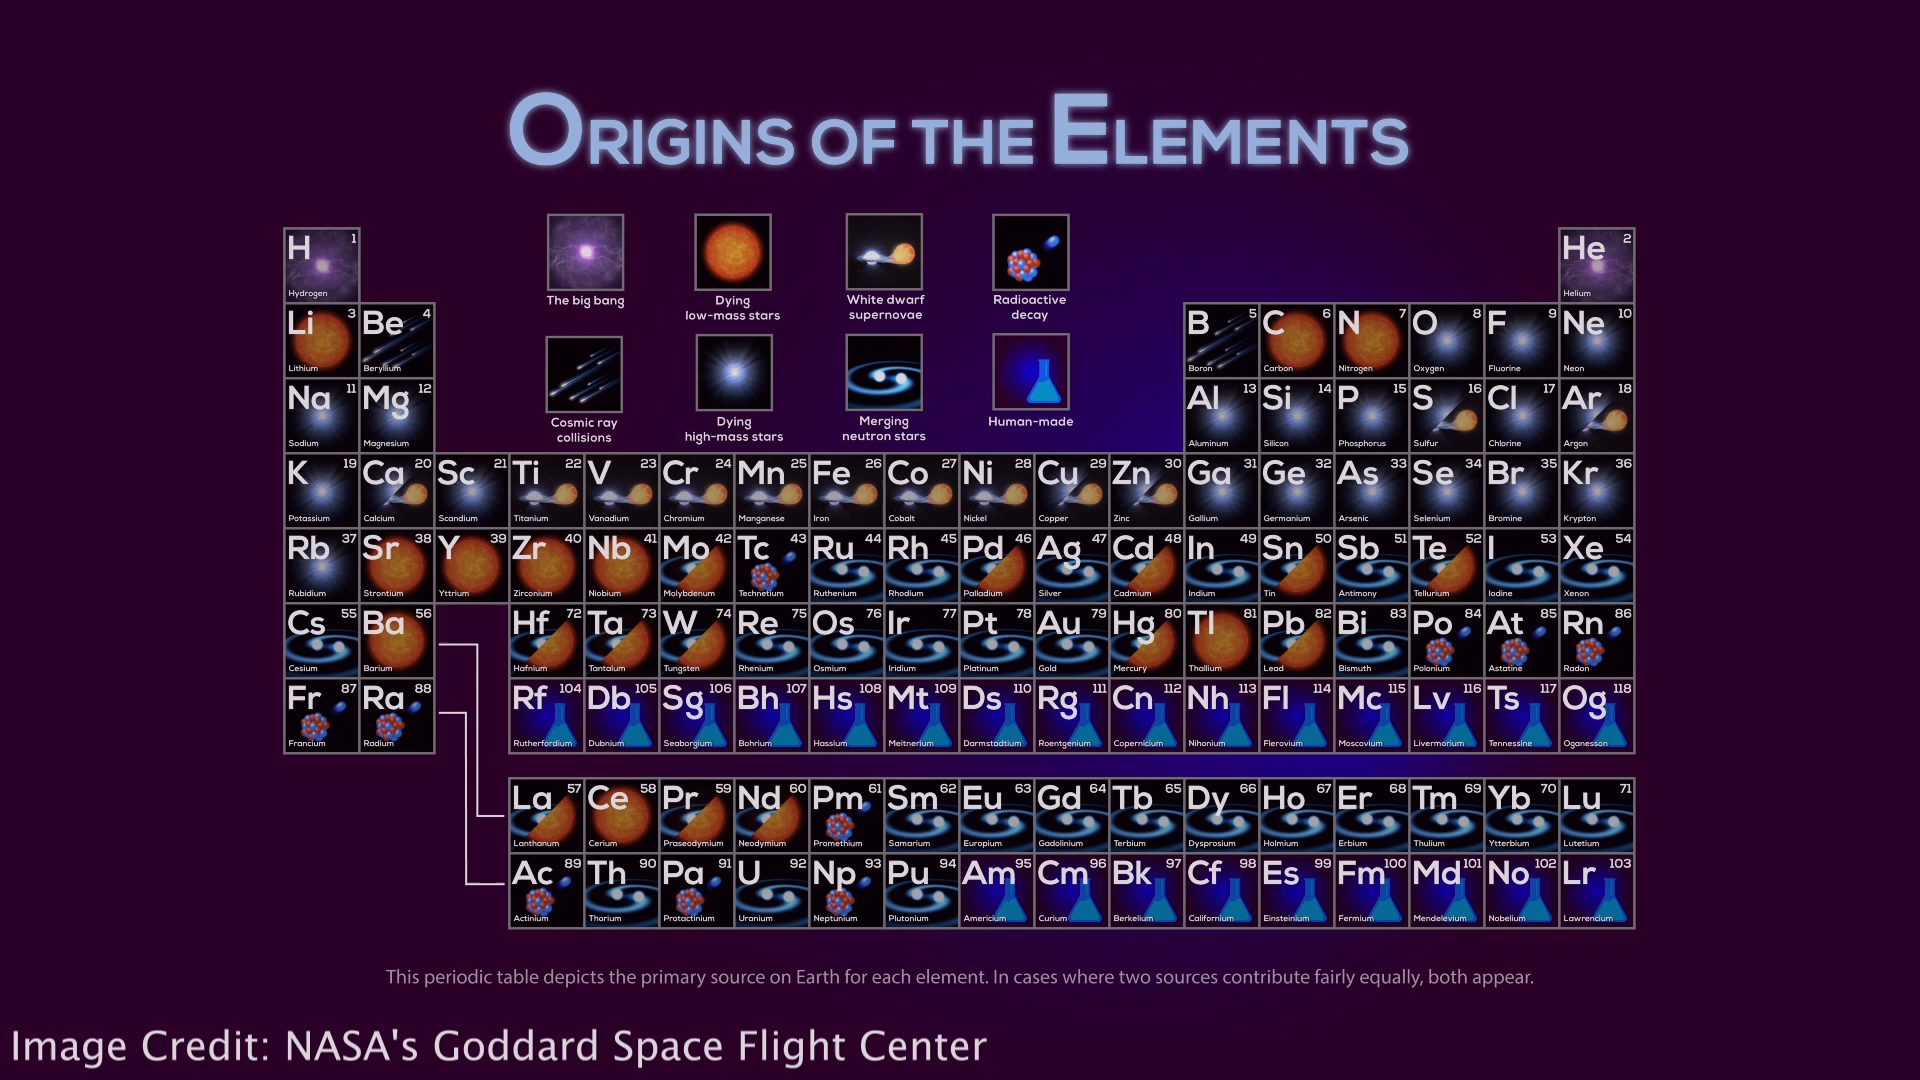 ORIGINS OF THE ELEMENTS
The big bang
Dying
low-mass stars
White dwarf
supernovae
Radioactive
decay
Cosmic ray
collisions
Dying
high-mass stars
Merging
neutron stars
Human-made
H 1 Hydrogen
He 2 Helium
Li 3 Lithium
Be 4 Beryllium
B 5 Boron
C 6 Carbon
N 7 Nitrogen
O 8 Oxygen
F 9 Fluorine
Ne 10 Neon
Na 11 Sodium
Mg 12 Magnesium
Al 13 Aluminum
Si 14 Silicon
P 15 Phosphorus
S 16 Sulfur
Cl 17 Chlorine
Ar 18 Argon
K 19 Potassium
Ca 20 Calcium
Sc 21 Scandium
Ti 22 Titanium
V 23 Vanadium
Cr 24 Chromium
Mn 25 Manganese
Fe 26 Iron
Co 27 Cobalt
Ni 28 Nickel
Cu 29 Copper
Zn 30 Zinc
Ga 31 Gallium
Ge 32 Germanium
As 33 Arsenic
Se 34 Selenium
Br 35 Bromine
Kr 36 Krypton
Rb 37 Rubidium
Sr 38 Strontium
Y 39 Yttrium
Zr 40 Zirconium
Nb 41 Niobium
Mo 42 Molybdenum
Tc 43 Technetium
Ru 44 Ruthenium
Rh 45 Rhodium
Pd 46 Palladium
Ag 47 Silver
Cd 48 Cadmium
In 49 Indium
Sn 50 Tin
Sb 51 Antimony
Te 52 Tellurium
I 53 Iodine
Xe 54 Xenon
Cs 55 Cesium
Ba 56 Barium
Hf 72 Hafnium
Ta 73 Tantalum
W 74 Tungsten
Re 75 Rhenium
Os 76 Osmium
Ir 77 Iridium
Pt 78 Platinum
Au 79 Gold
Hg 80 Mercury
Tl 81 Thallium
Pb 82 Lead
Bi 83 Bismuth
Po 84 Polonium
At 85 Astatine
Rn 86 Radon
Fr 87 Francium
Ra 88 Radium
Rf 104 Rutherfordium
Db 105 Dubnium
Sg 106 Seaborgium
Bh 107 Bohrium
Hs 108 Hassium
Mt 109 Meitnerium
Ds 110 Darmstadtium
Rg 111 Roentgenium
Cn 112 Copernicium
Nh 113 Nihonium
Fl 114 Flerovium
Mc 115 Moscovium
Lv 116 Livermorium
Ts 117 Tennessine
Og 118 Oganesson
La 57 Lanthanum
Ce 58 Cerium
Pr 59 Praseodymium
Nd 60 Neodymium
Pm 61 Promethium
Sm 62 Samarium
Eu 63 Europium
Gd 64 Gadolinium
Tb 65 Terbium
Dy 66 Dysprosium
Ho 67 Holmium
Er 68 Erbium
Tm 69 Thulium
Yb 70 Ytterbium
Lu 71 Lutetium
Ac 89 Actinium
Th 90 Thorium
Pa 91 Protactinium
U 92 Uranium
Np 93 Neptunium
Pu 94 Plutonium
Am 95 Americium
Cm 96 Curium
Bk 97 Berkelium
Cf 98 Californium
Es 99 Einsteinium
Fm 100 Fermium
Md 101 Mendelevium
No 102 Nobelium
Lr 103 Lawrencium
This periodic table depicts the primary source on Earth for each element. In cases where two sources contribute fairly equally, both appear.
Image Credit: NASA's Goddard Space Flight Center